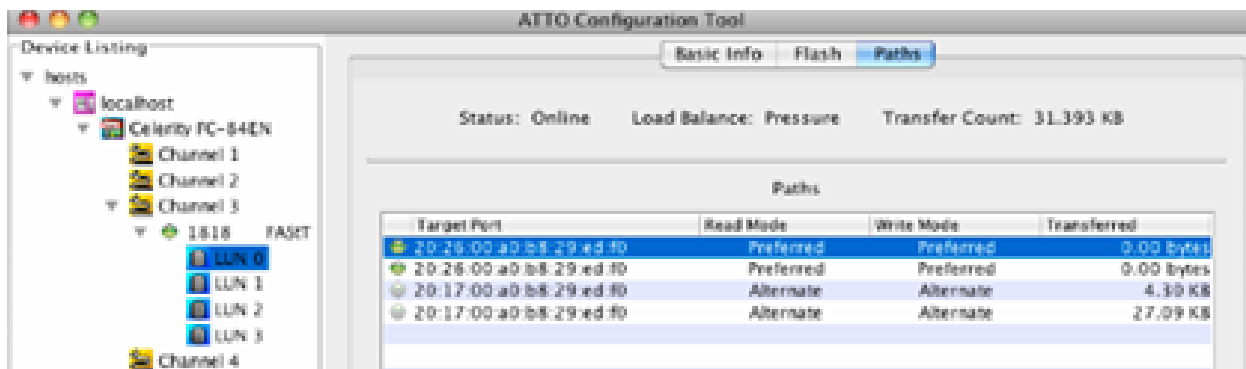 ATTO Configuration Tool
Device Listing
hosts
localhost
Celerity FC-84EN
Channel 1
Channel 2
Channel 3
1818 FAStT
LUN 0
LUN 1
LUN 2
LUN 3
Channel 4
Basic Info Flash Paths
Status: Online Load Balance: Pressure Transfer Count: 31.393 KB
Paths
Target Port Read Mode Write Mode Transferred
20:26:00:a0:b8:29:ed:f0 Preferred Preferred 0.00 bytes
20:26:00:a0:b8:29:ed:f0 Preferred Preferred 0.00 bytes
20:17:00:a0:b8:29:ed:f0 Alternate Alternate 4.30 KB
20:17:00:a0:b8:29:ed:f0 Alternate Alternate 27.09 KB